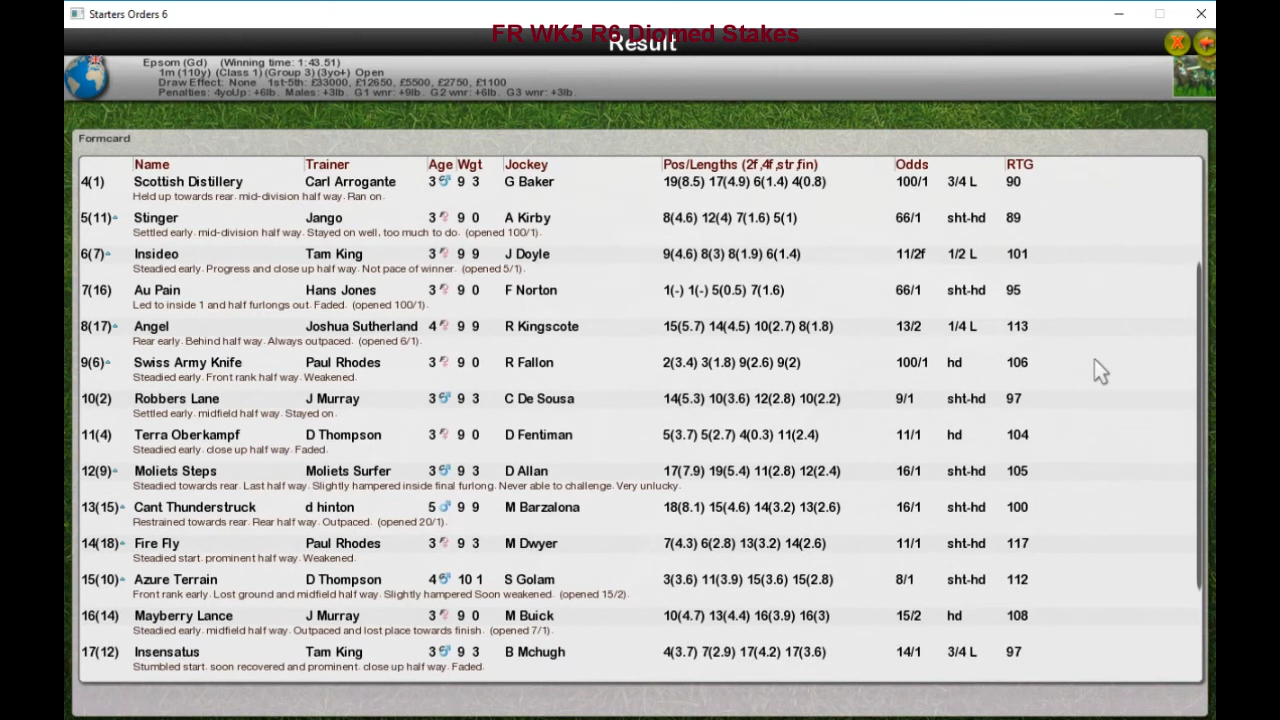 Starters Orders 6
FR WK5 R6 Diomed Stakes
Result
Epsom (Gd) (Winning time: 1:43.51)
1m (110y) (Class 1) (Group 3) (3yo+) Open
Draw Effect: None 1st-5th: £33000, £12650, £5500, £2750, £1100
Penalties: 4yoUp: +6lb. Males: +3lb. G1 wnr: +9lb. G2 wnr: +6lb. G3 wnr: +3lb.
Formcard
Name Trainer Age Wgt Jockey Pos/Lengths (2f,4f,str,fin) Odds RTG
4(1) Scottish Distillery Carl Arrogante 3 9 3 G Baker 19(8.5) 17(4.9) 6(1.4) 4(0.8) 100/1 3/4 L 90
Held up towards rear. mid-division half way. Ran on.
5(11) Stinger Jango 3 9 0 A Kirby 8(4.6) 12(4) 7(1.6) 5(1) 66/1 sht-hd 89
Settled early. mid-division half way. Stayed on well, too much to do. (opened 100/1).
6(7) Insideo Tam King 3 9 9 J Doyle 9(4.6) 8(3) 8(1.9) 6(1.4) 11/2f 1/2 L 101
Steadied early. Progress and close up half way. Not pace of winner. (opened 5/1).
7(16) Au Pain Hans Jones 3 9 0 F Norton 1(-) 1(-) 5(0.5) 7(1.6) 66/1 sht-hd 95
Led to inside 1 and half furlongs out. Faded. (opened 100/1).
8(17) Angel Joshua Sutherland 4 9 9 R Kingscote 15(5.7) 14(4.5) 10(2.7) 8(1.8) 13/2 1/4 L 113
Rear early. Behind half way. Always outpaced. (opened 6/1).
9(6) Swiss Army Knife Paul Rhodes 3 9 0 R Fallon 2(3.4) 3(1.8) 9(2.6) 9(2) 100/1 hd 106
Steadied early. Front rank half way. Weakened.
10(2) Robbers Lane J Murray 3 9 3 C De Sousa 14(5.3) 10(3.6) 12(2.8) 10(2.2) 9/1 sht-hd 97
Settled early. midfield half way. Stayed on.
11(4) Terra Oberkampf D Thompson 3 9 0 D Fentiman 5(3.7) 5(2.7) 4(0.3) 11(2.4) 11/1 hd 104
Steadied early. close up half way. Faded.
12(9) Moliets Steps Moliets Surfer 3 9 3 D Allan 17(7.9) 19(5.4) 11(2.8) 12(2.4) 16/1 sht-hd 105
Steadied towards rear. Last half way. Slightly hampered inside final furlong. Never able to challenge. Very unlucky.
13(15) Cant Thunderstruck d hinton 5 9 9 M Barzalona 18(8.1) 15(4.6) 14(3.2) 13(2.6) 16/1 sht-hd 100
Restrained towards rear. Rear half way. Outpaced. (opened 20/1).
14(18) Fire Fly Paul Rhodes 3 9 3 M Dwyer 7(4.3) 6(2.8) 13(3.2) 14(2.6) 11/1 sht-hd 117
Steadied start. prominent half way. Weakened.
15(10) Azure Terrain D Thompson 4 10 1 S Golam 3(3.6) 11(3.9) 15(3.6) 15(2.8) 8/1 sht-hd 112
Front rank early. Lost ground and midfield half way. Slightly hampered Soon weakened. (opened 15/2).
16(14) Mayberry Lance J Murray 3 9 0 M Buick 10(4.7) 13(4.4) 16(3.9) 16(3) 15/2 hd 108
Steadied early. midfield half way. Outpaced and lost place towards finish. (opened 7/1).
17(12) Insensatus Tam King 3 9 3 B Mchugh 4(3.7) 7(2.9) 17(4.2) 17(3.6) 14/1 3/4 L 97
Stumbled start. soon recovered and prominent. close up half way. Faded.